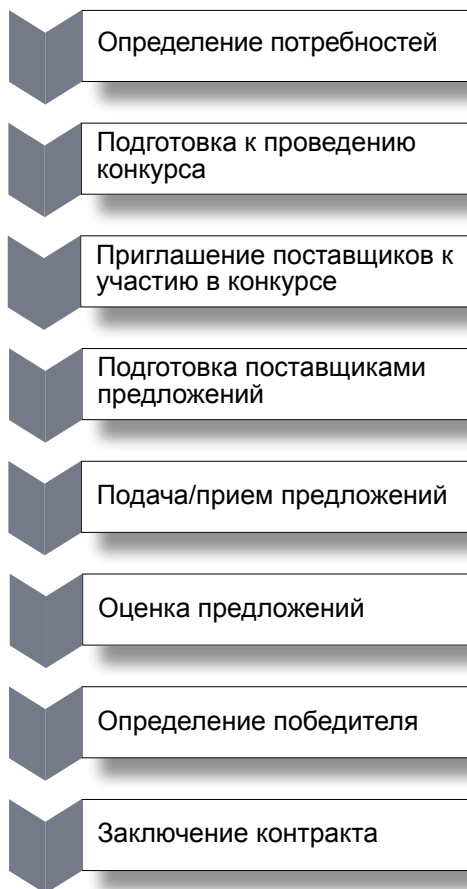 Определение потребностей
Подготовка к проведению
конкурса
Приглашение поставщиков к
участию в конкурсе
Подготовка поставщиками
предложений
Подача/прием предложений
Оценка предложений
Определение победителя
Заключение контракта